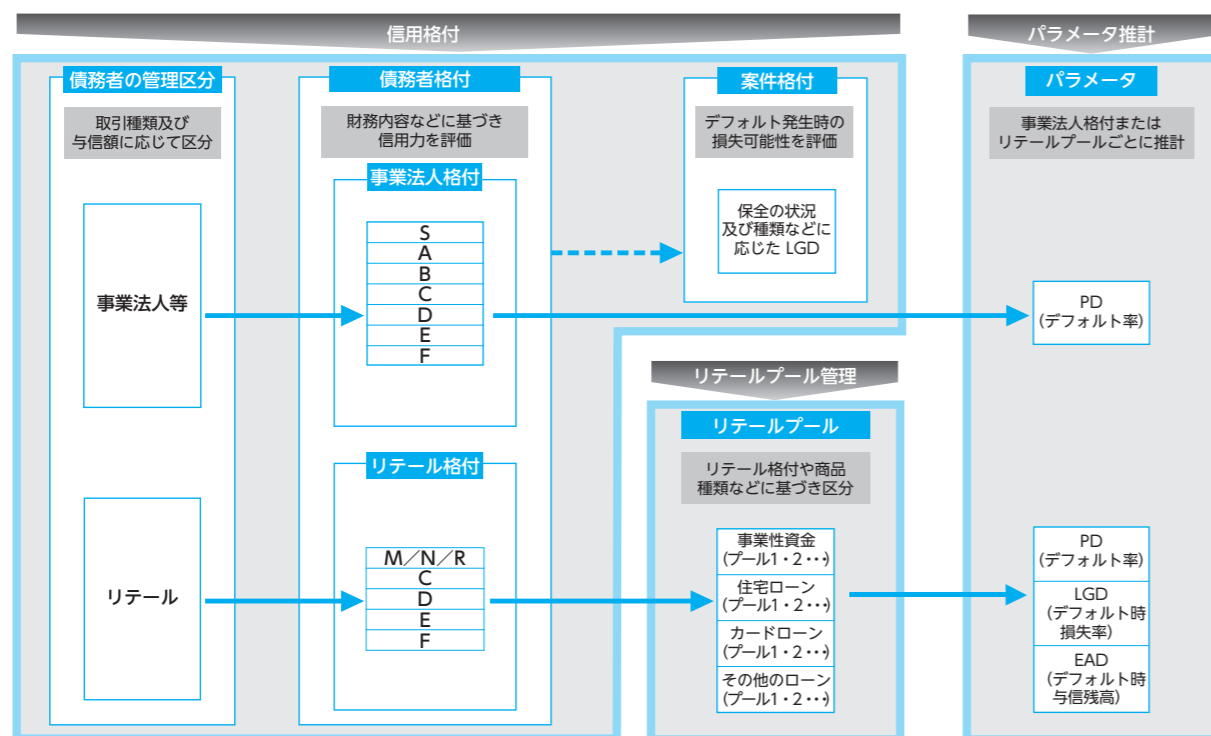 信用格付
パラメータ推計
債務者の管理区分
取引種類及び
与信額に応じて区分
事業法人等
リテール
債務者格付
財務内容などに基づき
信用力を評価
事業法人格付
S
A
B
C
D
E
F
リテール格付
M／N／R
C
D
E
F
案件格付
デフォルト発生時の
損失可能性を評価
保全の状況
及び種類などに
応じた LGD
リテールプール管理
リテールプール
リテール格付や商品
種類などに基づき区分
事業性資金
(プール1・2・・・)
住宅ローン
(プール1・2・・・)
カードローン
(プール1・2・・・)
その他のローン
(プール1・2・・・)
パラメータ
事業法人格付または
リテールプールごとに推計
PD
(デフォルト率)
PD
(デフォルト率)
LGD
(デフォルト時
損失率)
EAD
(デフォルト時
与信残高)